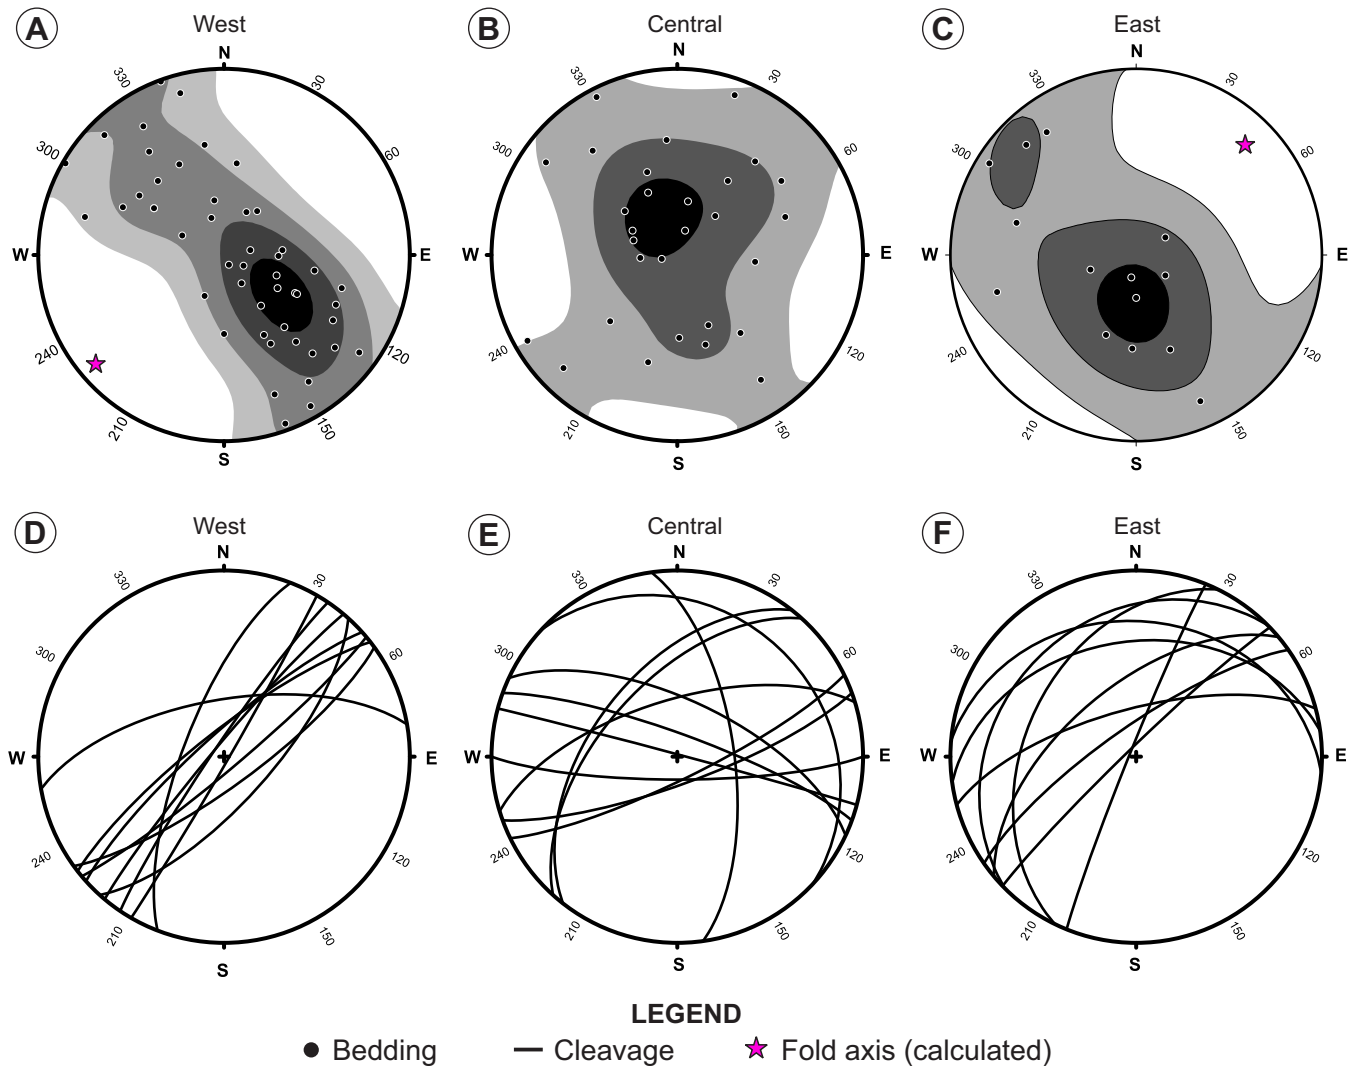 A West
B Central
C East
N
N
N
330 30
330 30
330 30
300 60
300 60
300 60
W E
W E
W E
240 120
240 120
240 120
210 150
210 150
210 150
S
S
S
D West
E Central
F East
N
N
N
330 30
330 30
330 30
300 60
300 60
300 60
W E
W E
W E
240 120
240 120
240 120
210 150
210 150
210 150
S
S
S
LEGEND
Bedding Cleavage Fold axis (calculated)